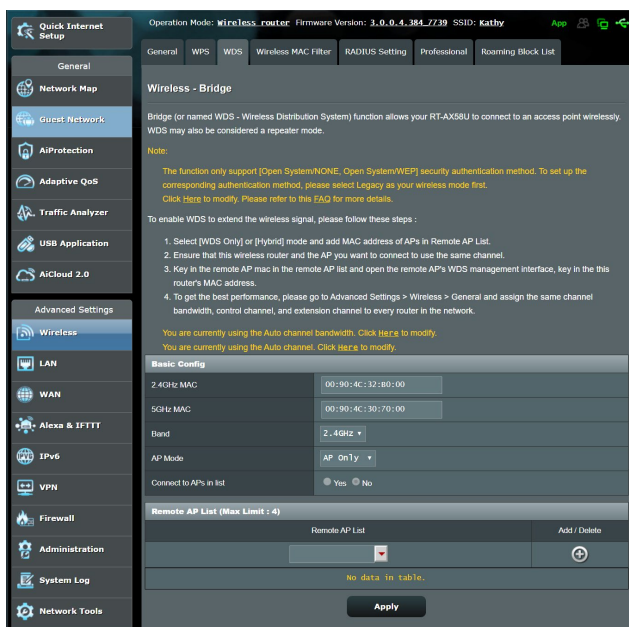 Quick Internet
Setup
General
Network Map
Guest Network
AiProtection
Adaptive QoS
Traffic Analyzer
USB Application
AiCloud 2.0
Advanced Settings
Wireless
LAN
WAN
Alexa & IFTTT
IPv6
VPN
Firewall
Administration
System Log
Network Tools
Operation Mode: Wireless router Firmware Version: 3.0.0.4.384_7739 SSID: Kathy App
General WPS WDS Wireless MAC Filter RADIUS Setting Professional Roaming Block List
Wireless - Bridge
Bridge (or named WDS - Wireless Distribution System) function allows your RT-AX58U to connect to an access point wirelessly.
WDS may also be considered a repeater mode.
Note:
The function only support [Open System/NONE, Open System/WEP] security authentication method. To set up the
corresponding authentication method, please select Legacy as your wireless mode first.
Click Here to modify. Please refer to this FAQ for more details.
To enable WDS to extend the wireless signal, please follow these steps :
1. Select [WDS Only] or [Hybrid] mode and add MAC address of APs in Remote AP List.
2. Ensure that this wireless router and the AP you want to connect to use the same channel.
3. Key in the remote AP mac in the remote AP list and open the remote AP's WDS management interface, key in the this
router's MAC address.
4. To get the best performance, please go to Advanced Settings > Wireless > General and assign the same channel
bandwidth, control channel, and extension channel to every router in the network.
You are currently using the Auto channel bandwidth. Click Here to modify.
You are currently using the Auto channel. Click Here to modify.
Basic Config
2.4GHz MAC 00:90:4C:32:B0:00
5GHz MAC 00:90:4C:30:70:00
Band 2.4GHz
AP Mode AP Only
Connect to APs in list Yes No
Remote AP List (Max Limit : 4)
Remote AP List Add / Delete
No data in table.
Apply